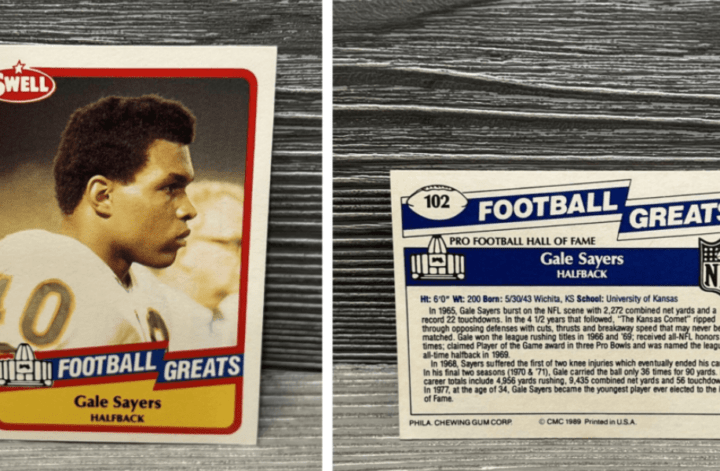 SWELL
40
FOOTBALL GREATS
Gale Sayers
HALFBACK
102
FOOTBALL GREATS
PRO FOOTBALL HALL OF FAME
Gale Sayers
HALFBACK
N
Ht: 6'0" Wt: 200 Born: 5/30/43 Wichita, KS School: University of Kansas
In 1965, Gale Sayers burst on the NFL scene with 2,272 combined net yards and a
record 22 touchdowns. In the 4 1/2 years that followed, "The Kansas Comet" ripped
through opposing defenses with cuts, thrusts and breakaway speed that may never be
matched. Gale won the league rushing titles in 1966 and '69; received all-NFL honors
times; claimed Player of the Game award in three Pro Bowls and was named the leag
all-time halfback in 1969.
In 1968, Sayers suffered the first of two knee injuries which eventually ended his ca
In his final two seasons (1970 & '71), Gale carried the ball only 36 times for 90 yards.
career totals include 4,956 yards rushing, 9,435 combined net yards and 56 touchdow
In 1977, at the age of 34, Gale Sayers became the youngest player ever elected to the
of Fame.
PHILA. CHEWING GUM CORP. © CMC 1989 Printed in U.S.A.